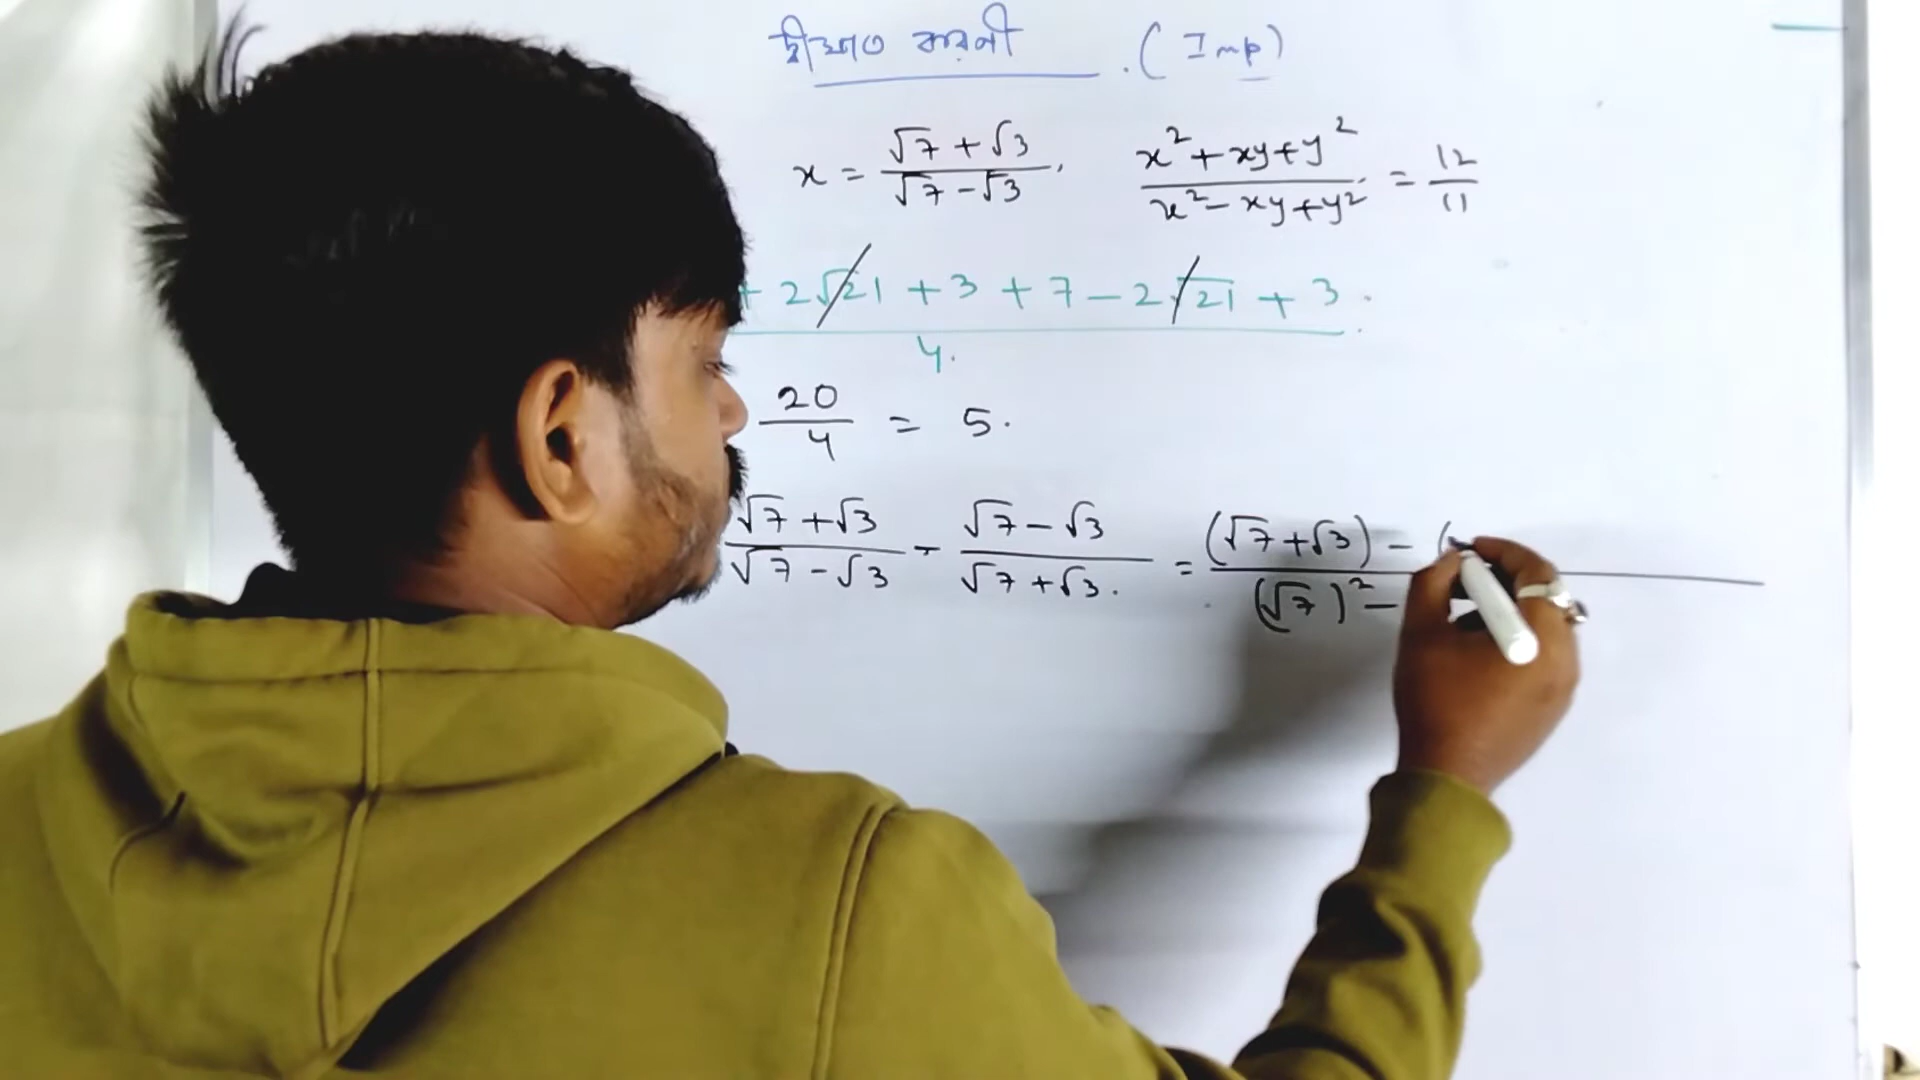 দ্বীঘাত করনী . (Imp)
x = (√7 + √3)/(√7 - √3) , (x² + xy + y²)/(x² - xy + y²) = 12/11
(+ 2√21 + 3 + 7 - 2√21 + 3)/4 .
20/4 = 5.
(√7 + √3)/(√7 - √3) - (√7 - √3)/(√7 + √3) . = ((√7 + √3) - ( )/((√7)² -